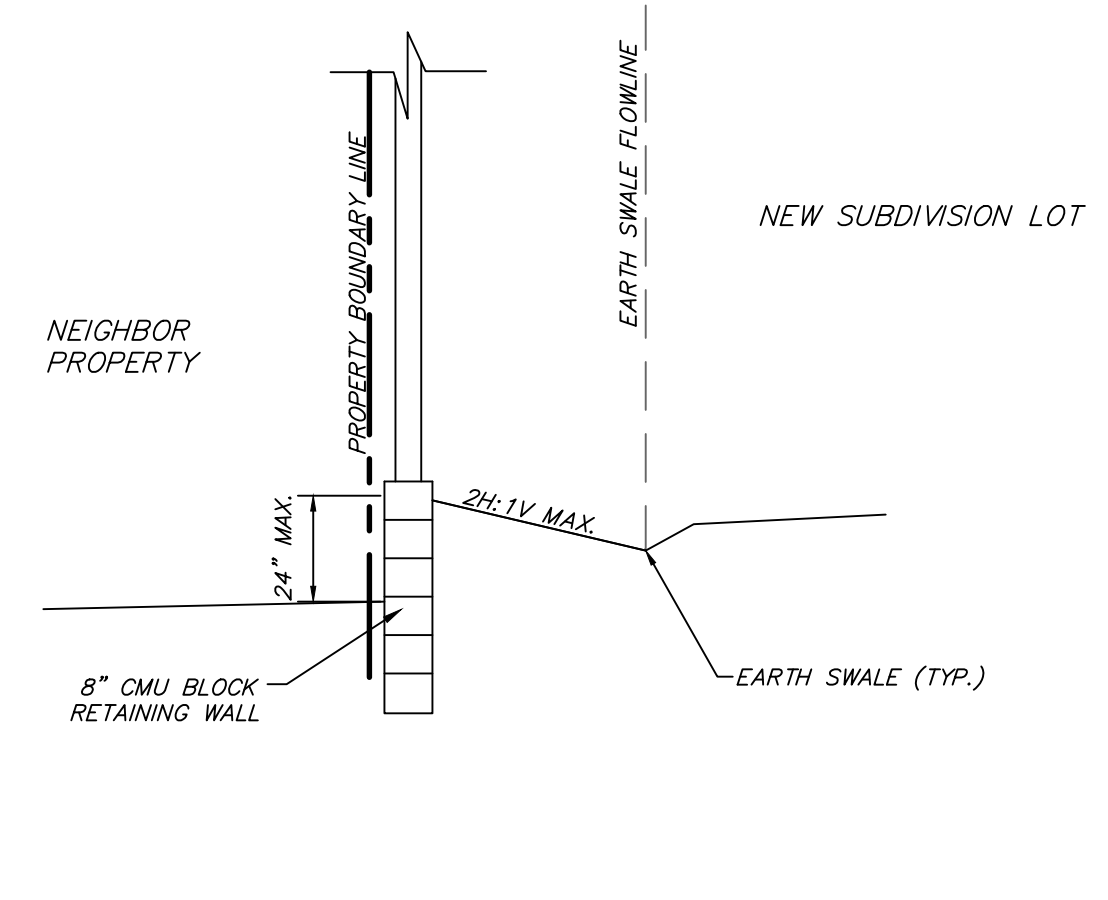 EARTH SWALE FLOWLINE
PROPERTY BOUNDARY LINE
NEW SUBDIVISION LOT
NEIGHBOR
PROPERTY
24” MAX.
2H:1V MAX.
8” CMU BLOCK
RETAINING WALL
EARTH SWALE (TYP.)